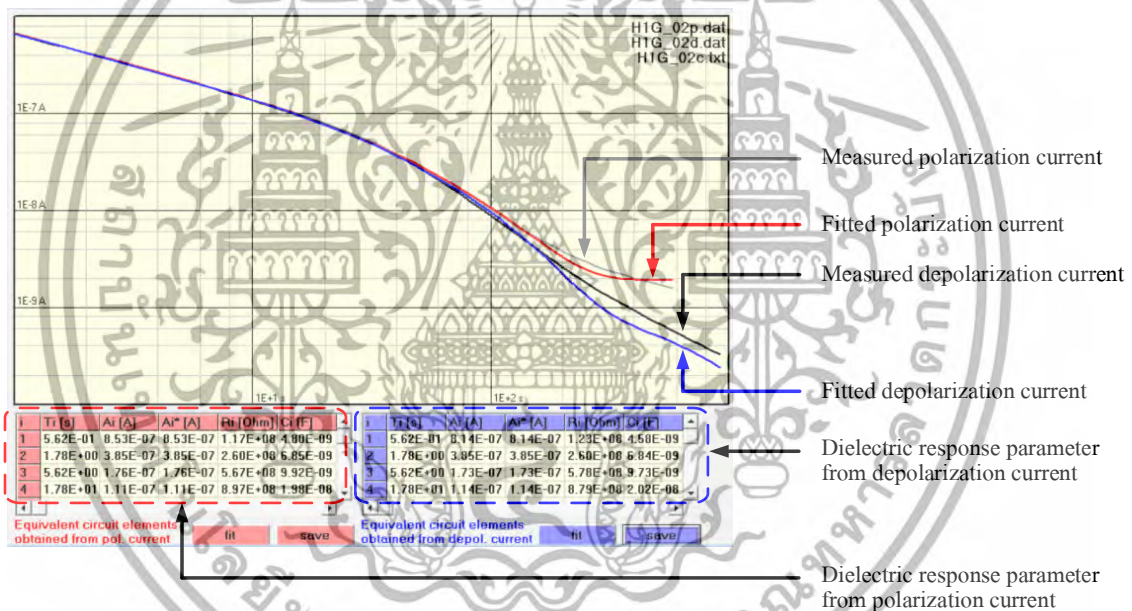 H1G_02p.dat
H1G_02d.dat
H1G_02c.txt
1E-7A
1E-8A
1E-9A
1E+1 s
1E+2 s
Measured polarization current
Fitted polarization current
Measured depolarization current
Fitted depolarization current
Dielectric response parameter
from depolarization current
i Ti [s] Ai [A] Ai* [A] Ri [Ohm] Ci [F]
1 5.62E-01 8.53E-07 8.53E-07 1.17E+08 4.80E-09
2 1.78E+00 3.85E-07 3.85E-07 2.60E+08 6.85E-09
3 5.62E+00 1.76E-07 1.76E-07 5.67E+08 9.92E-09
4 1.78E+01 1.11E-07 1.11E-07 8.97E+08 1.98E-08
Equivalent circuit elements
obtained from pol. current
fit save
i Ti [s] Ai [A] Ai* [A] Ri [Ohm] Ci [F]
1 5.62E-01 8.14E-07 8.14E-07 1.23E+08 4.58E-09
2 1.78E+00 3.85E-07 3.85E-07 2.60E+08 6.84E-09
3 5.62E+00 1.73E-07 1.73E-07 5.78E+08 9.73E-09
4 1.78E+01 1.14E-07 1.14E-07 8.79E+08 2.02E-08
Equivalent circuit elements
obtained from depol. current
fit save
Dielectric response parameter
from polarization current